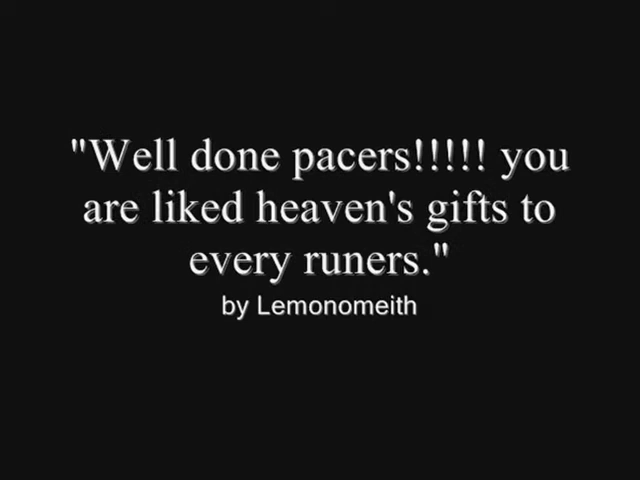 "Well done pacers!!!!! you
are liked heaven's gifts to
every runers."
by Lemonomeith